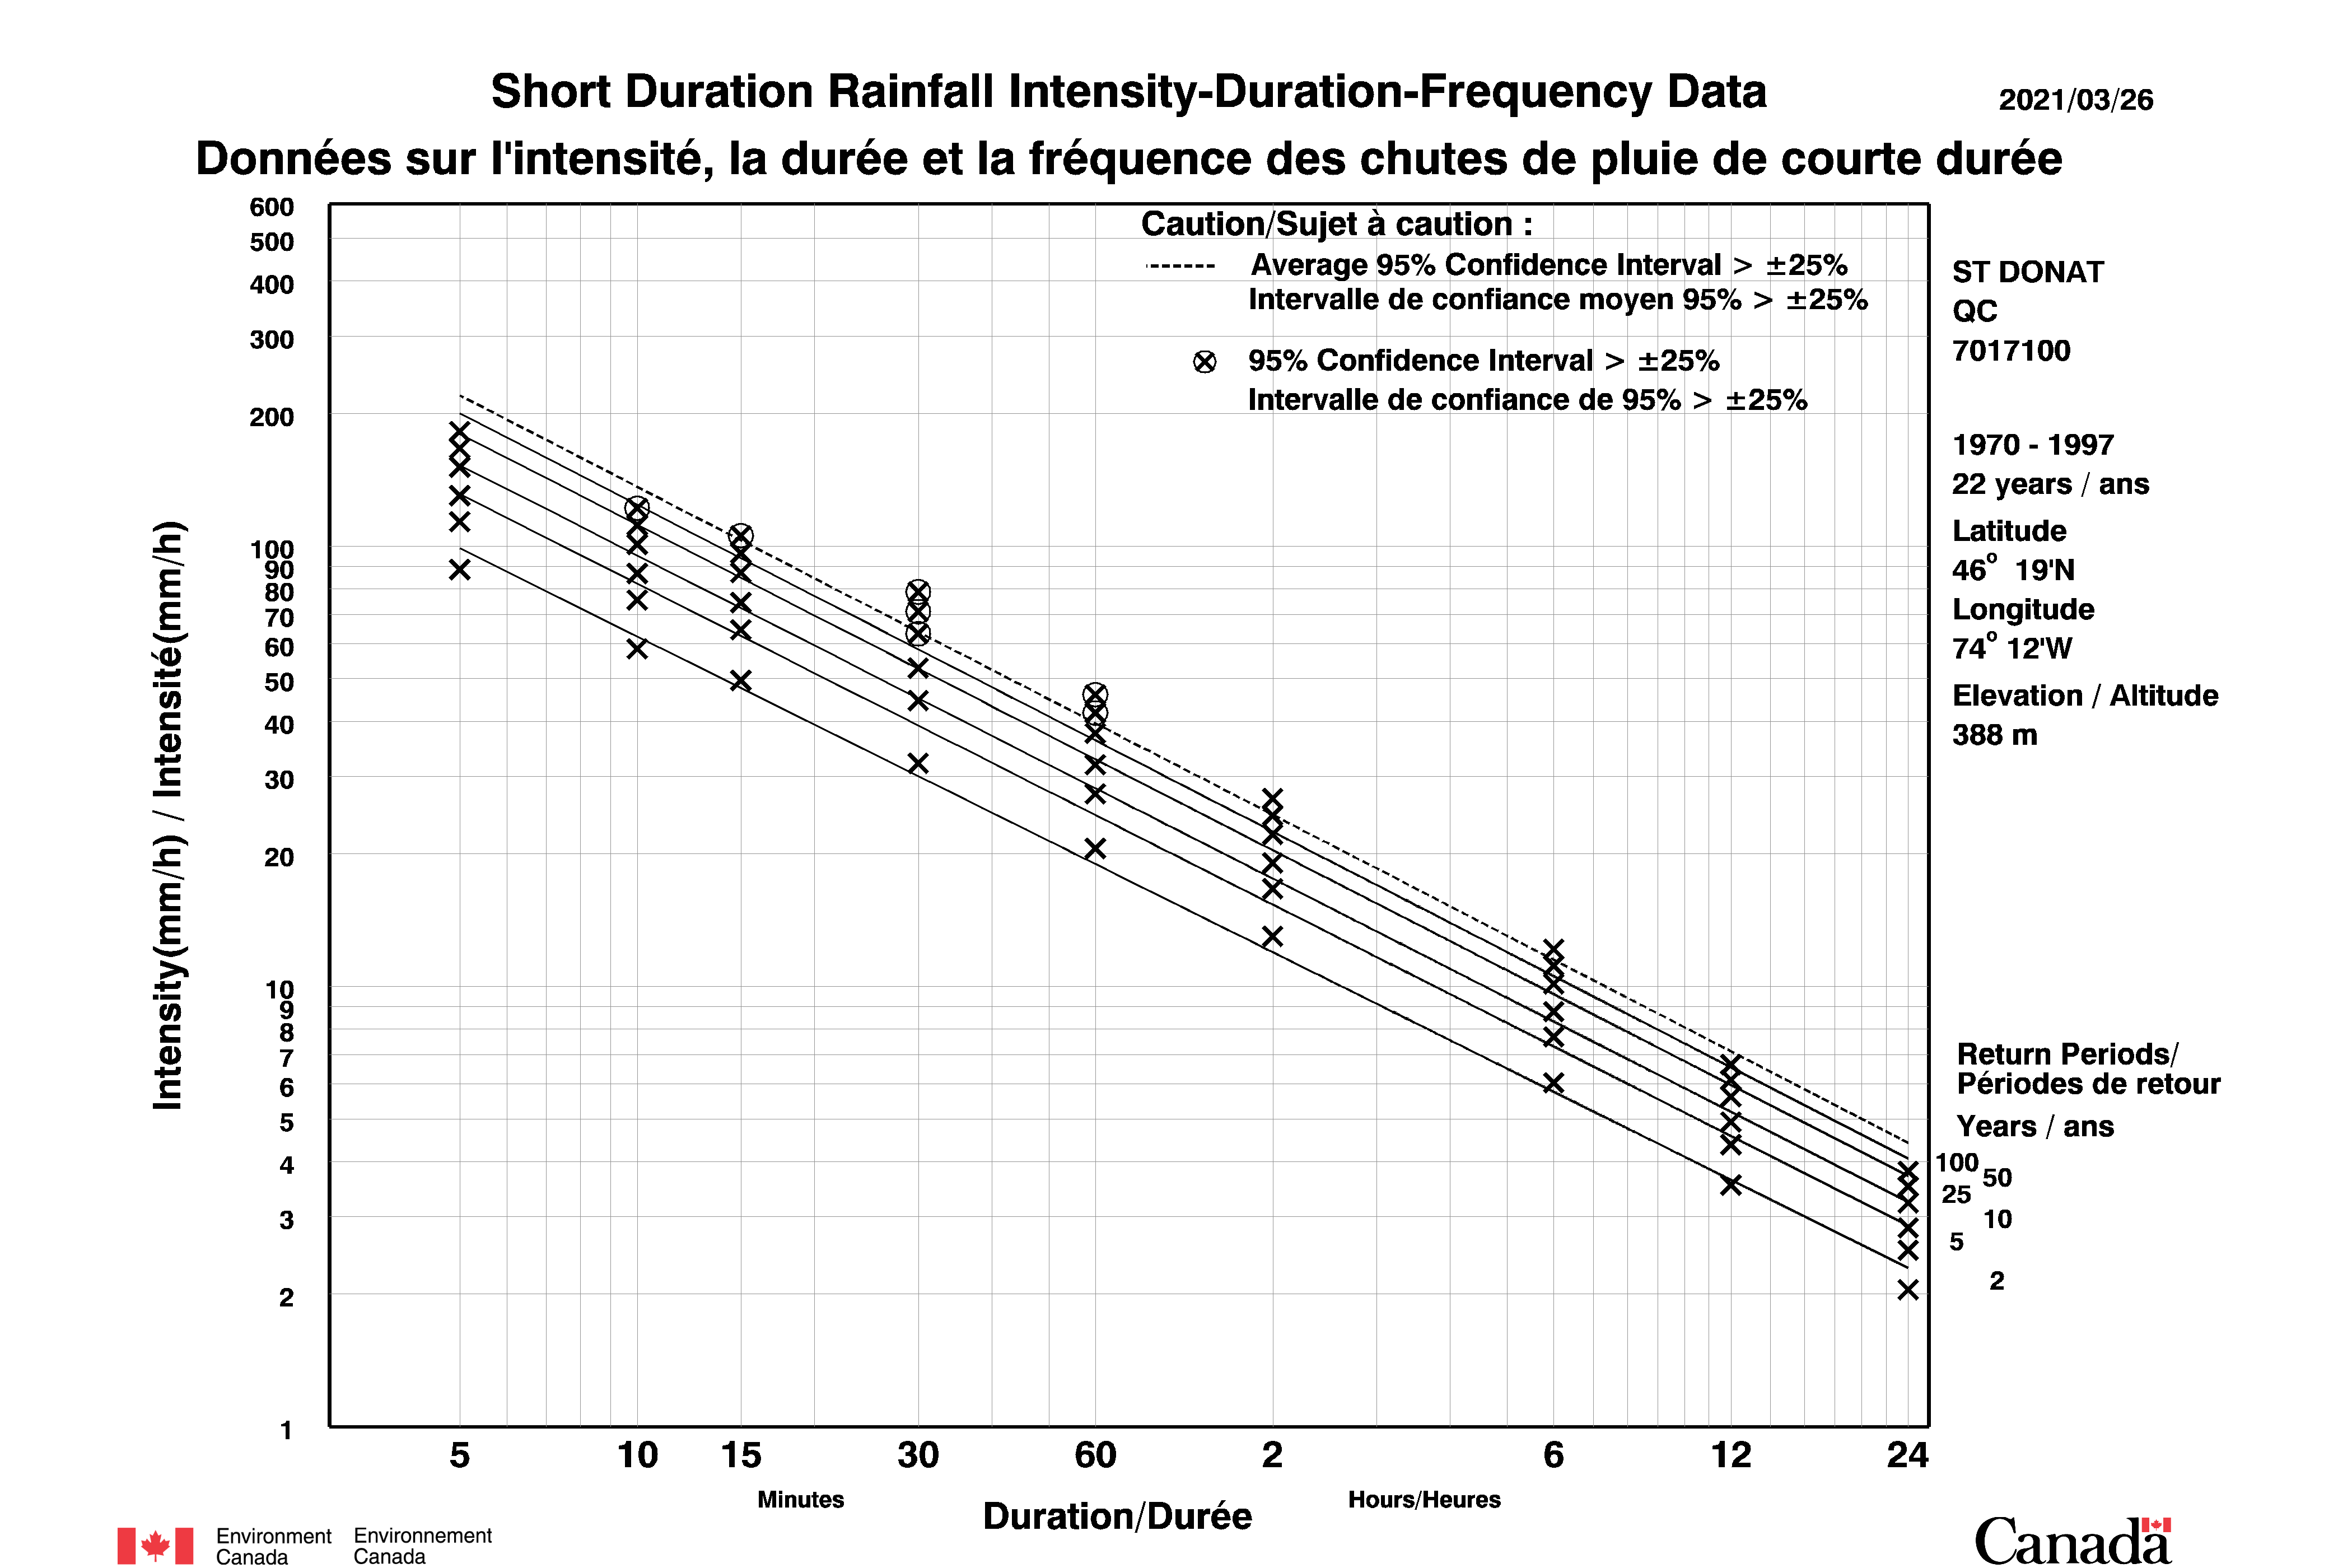 Short Duration Rainfall Intensity-Duration-Frequency Data
2021/03/26
Données sur l'intensité, la durée et la fréquence des chutes de pluie de courte durée
Caution/Sujet à caution :
Average 95% Confidence Interval > ±25%
Intervalle de confiance moyen 95% > ±25%
95% Confidence Interval > ±25%
Intervalle de confiance de 95% > ±25%
ST DONAT
QC
7017100
1970 - 1997
22 years / ans
Latitude
46° 19'N
Longitude
74° 12'W
Elevation / Altitude
388 m
Return Periods/
Périodes de retour
Years / ans
100
50
25
10
5
2
Intensity(mm/h) / Intensité(mm/h)
600
500
400
300
200
100
90
80
70
60
50
40
30
20
10
9
8
7
6
5
4
3
2
1
5 10 15 30 60 2 6 12 24
Minutes
Hours/Heures
Duration/Durée
Environment
Canada
Environnement
Canada
Canada